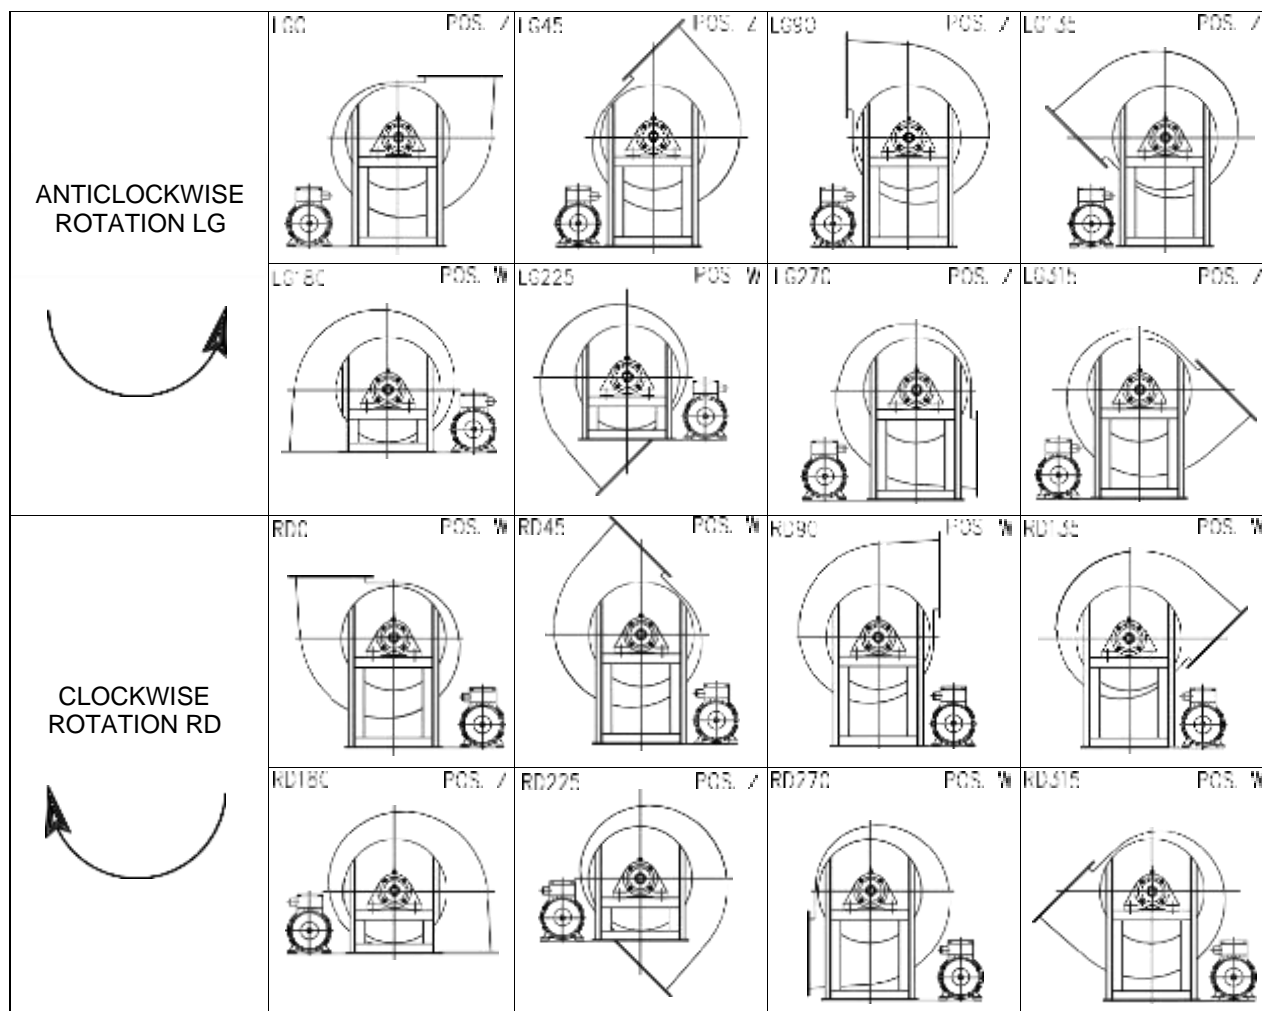 ANTICLOCKWISE
ROTATION LG
LG0 POS. Z
LG45 POS. Z
LG90 POS. Z
LG135 POS. Z
LG180 POS. W
LG225 POS. W
LG270 POS. Z
LG315 POS. Z
CLOCKWISE
ROTATION RD
RD0 POS. W
RD45 POS. W
RD90 POS W
RD135 POS. W
RD180 POS. Z
RD225 POS. Z
RD270 POS. W
RD315 POS. W